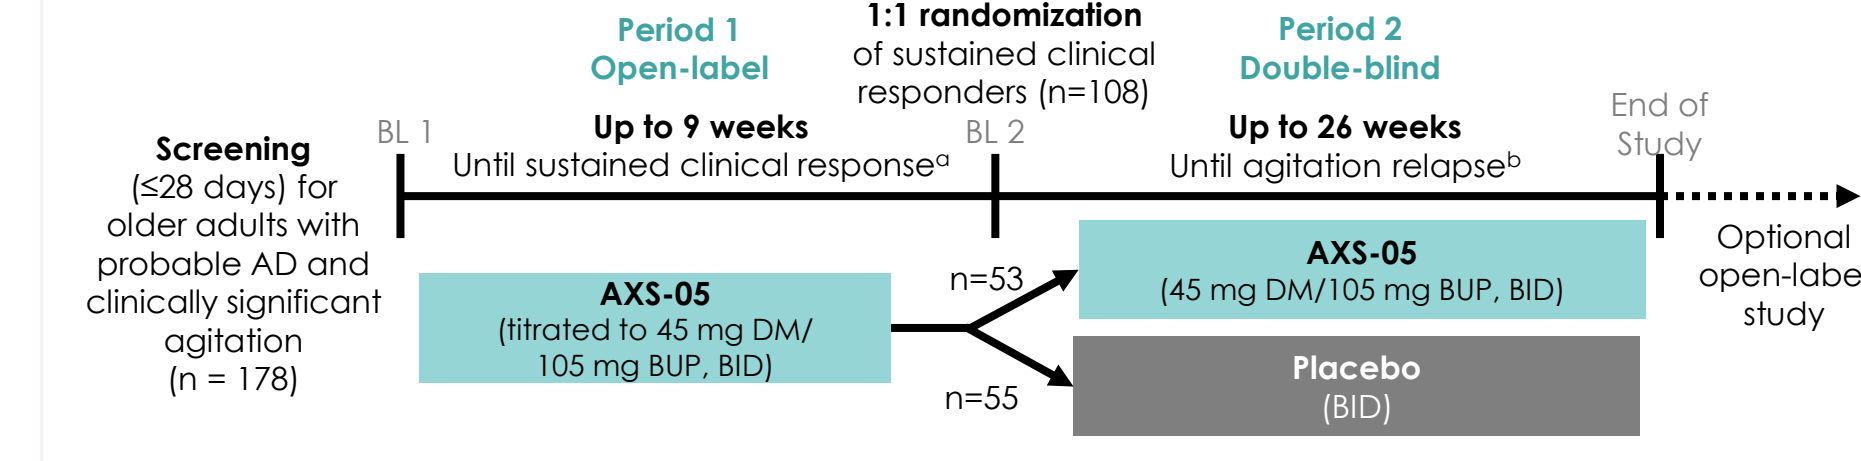 Screening
(≤28 days) for
older adults with
probable AD and
clinically significant
agitation
(n = 178)
BL 1
Period 1
Open-label
Up to 9 weeks
Until sustained clinical responseᵃ
AXS-05
(titrated to 45 mg DM/
105 mg BUP, BID)
1:1 randomization
of sustained clinical
responders (n=108)
BL 2
n=53
n=55
Period 2
Double-blind
Up to 26 weeks
Until agitation relapseᵇ
AXS-05
(45 mg DM/105 mg BUP, BID)
Placebo
(BID)
End of
Study
Optional
open-labe
study